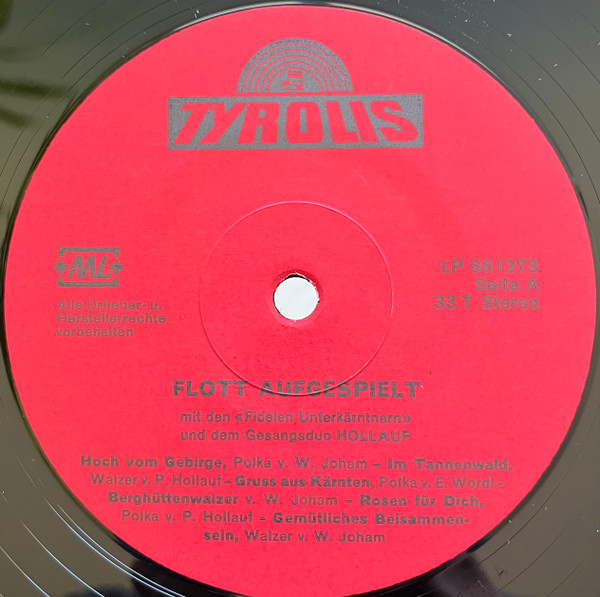 TYROLIS
+ML+
Alle Urheber- u.
Herstellerrechte
vorbehalten
LP 661273
Seite A
33 T Stereo
FLOTT AUFGESPIELT
mit den «Fidelen Unterkärntnern»
und dem Gesangsduo HOLLAUF
Hoch vom Gebirge, Polka v. W. Joham – Im Tannenwald,
Walzer v. P. Hollauf – Gruss aus Kärnten, Polka v. E. Wordl –
Berghüttenwalzer v. W. Joham – Rosen für Dich,
Polka v. P. Hollauf – Gemütliches Beisammen-
sein, Walzer v. W. Joham